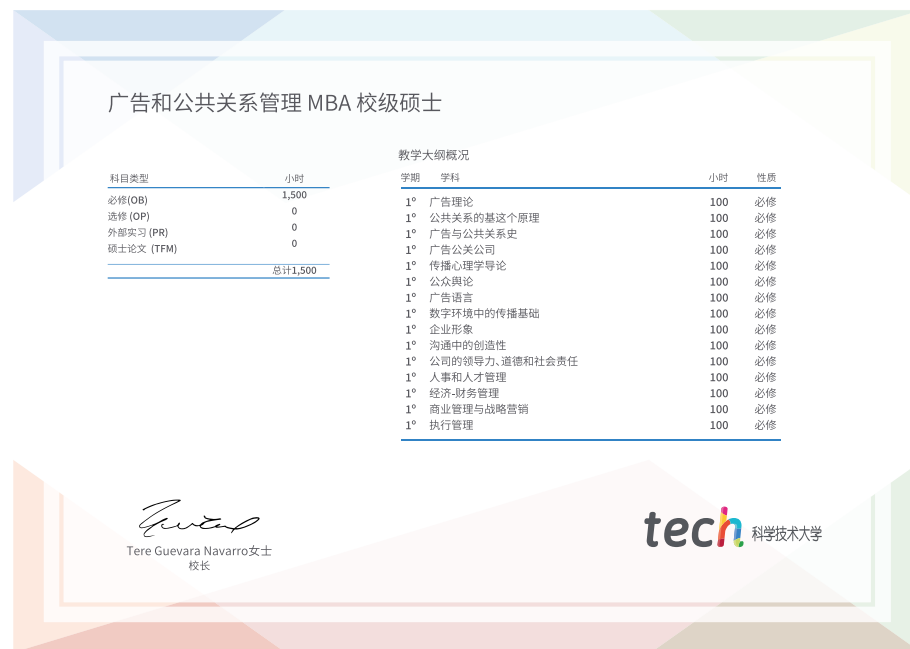 广告和公共关系管理 MBA 校级硕士
科目类型 小时
必修(OB) 1,500
选修 (OP) 0
外部实习 (PR) 0
硕士论文 (TFM) 0
总计1,500
教学大纲概况
学期 学科 小时 性质
1º 广告理论 100 必修
1º 公共关系的基这个原理 100 必修
1º 广告与公共关系史 100 必修
1º 广告公关公司 100 必修
1º 传播心理学导论 100 必修
1º 公众舆论 100 必修
1º 广告语言 100 必修
1º 数字环境中的传播基础 100 必修
1º 企业形象 100 必修
1º 沟通中的创造性 100 必修
1º 公司的领导力、道德和社会责任 100 必修
1º 人事和人才管理 100 必修
1º 经济-财务管理 100 必修
1º 商业管理与战略营销 100 必修
1º 执行管理 100 必修
Tere Guevara Navarro女士
校长
tech 科学技术大学